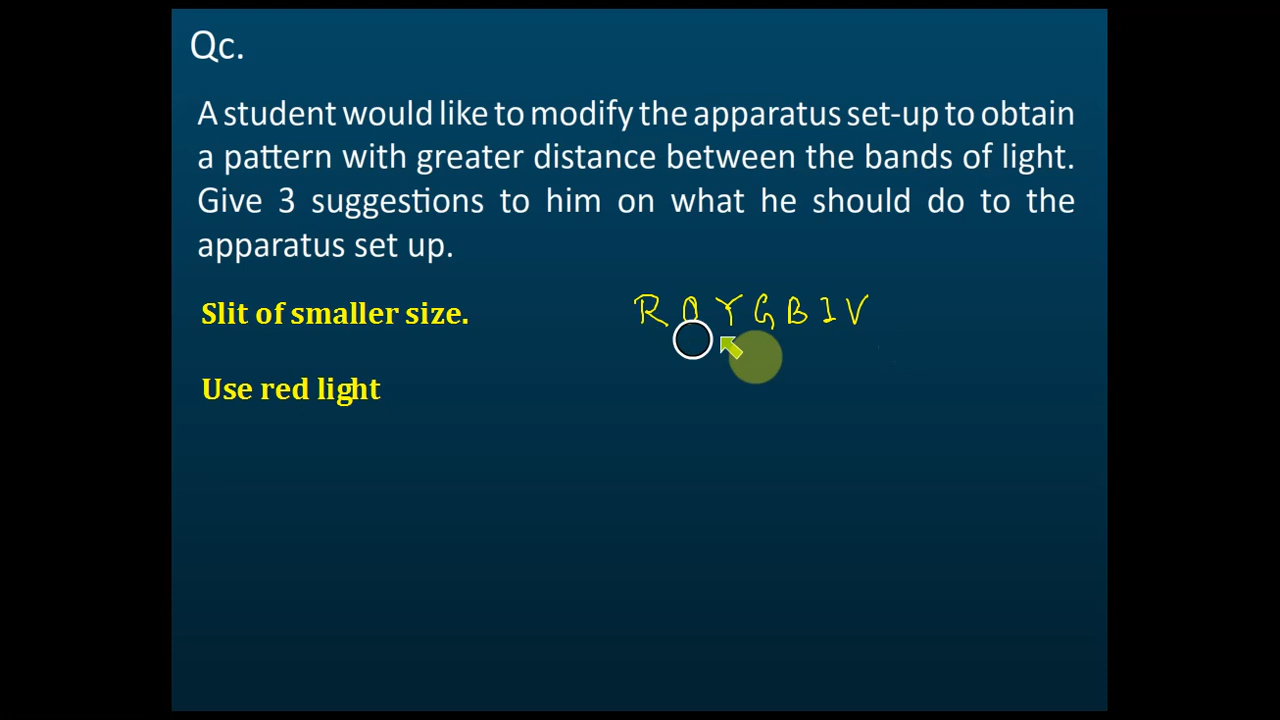 Qc.
A student would like to modify the apparatus set-up to obtain
a pattern with greater distance between the bands of light.
Give 3 suggestions to him on what he should do to the
apparatus set up.
Slit of smaller size.
R O Y G B I V
Use red light